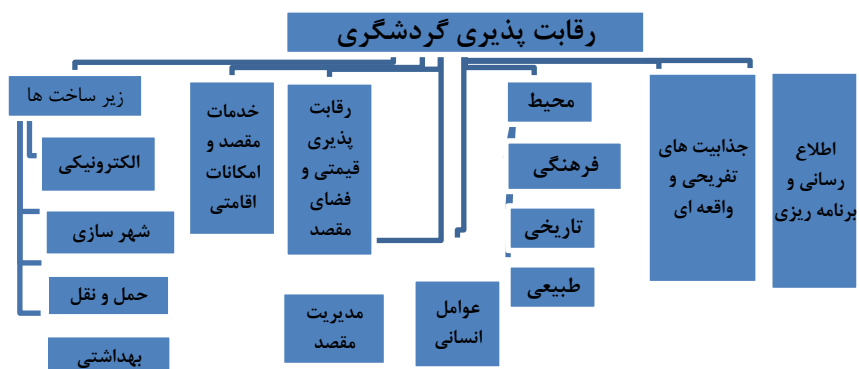 رقابت پذیری گردشگری
اطلاع
رسانی و
برنامه ریزی
جذابیت های
تفریحی و
واقعه ای
محیط
فرهنگی
تاریخی
طبیعی
عوامل
انسانی
رقابت
پذیری
قیمتی و
فضای
مقصد
مدیریت
مقصد
خدمات
مقصد و
امکانات
اقامتی
زیر ساخت ها
الکترونیکی
شهر سازی
حمل و نقل
بهداشتی